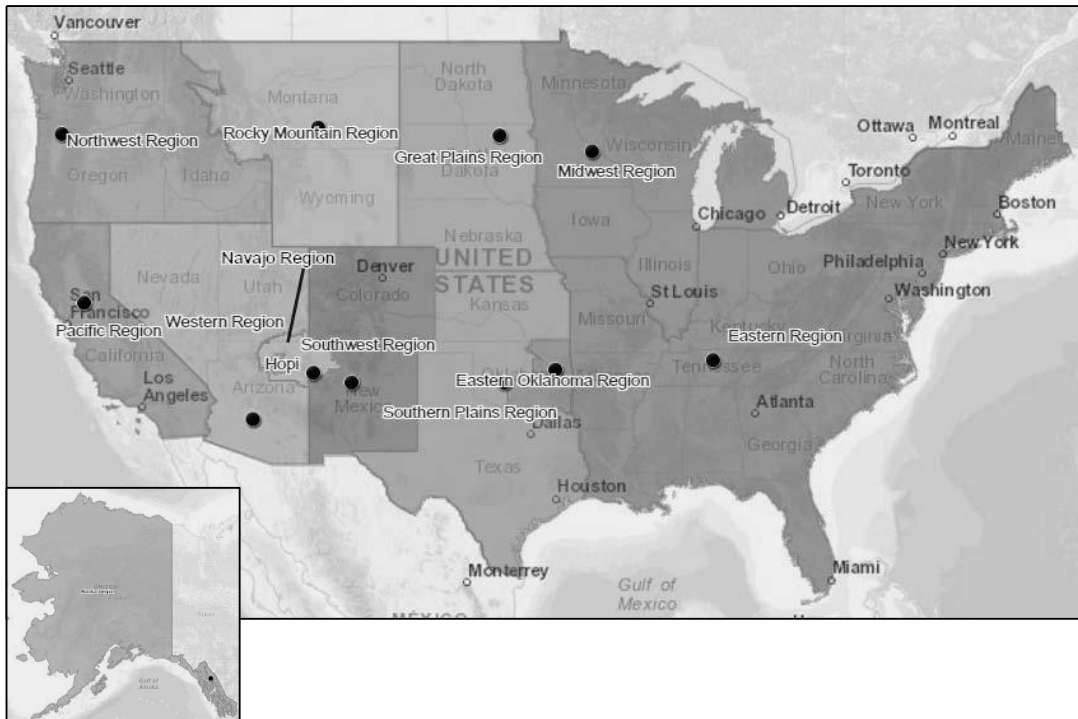 Vancouver
Seattle
Washington
Montana
North
Dakota
Minnesota
Ottawa
Montreal
Maine
Northwest Region
Rocky Mountain Region
Great Plains Region
Midwest Region
Wisconsin
Oregon
Idaho
Wyoming
Dakota
Toronto
Iowa
Chicago
Detroit
New York
Boston
Nebraska
New York
Navajo Region
Denver
UNITED
STATES
Nevada
Utah
Colorado
Kansas
Illinois
Ohio
Philadelphia
Washington
San
Francisco
Pacific Region
Western Region
St Louis
Missouri
Kentucky
Virginia
Eastern Region
Southwest Region
California
Hopi
Tennessee
North
Carolina
Los
Angeles
Arizona
New
Mexico
Eastern Oklahoma Region
Southern Plains Region
Dallas
Atlanta
Georgia
Texas
Houston
Monterrey
Gulf of
Mexico
Miami
MÉXICO
Gulf of
Alaska